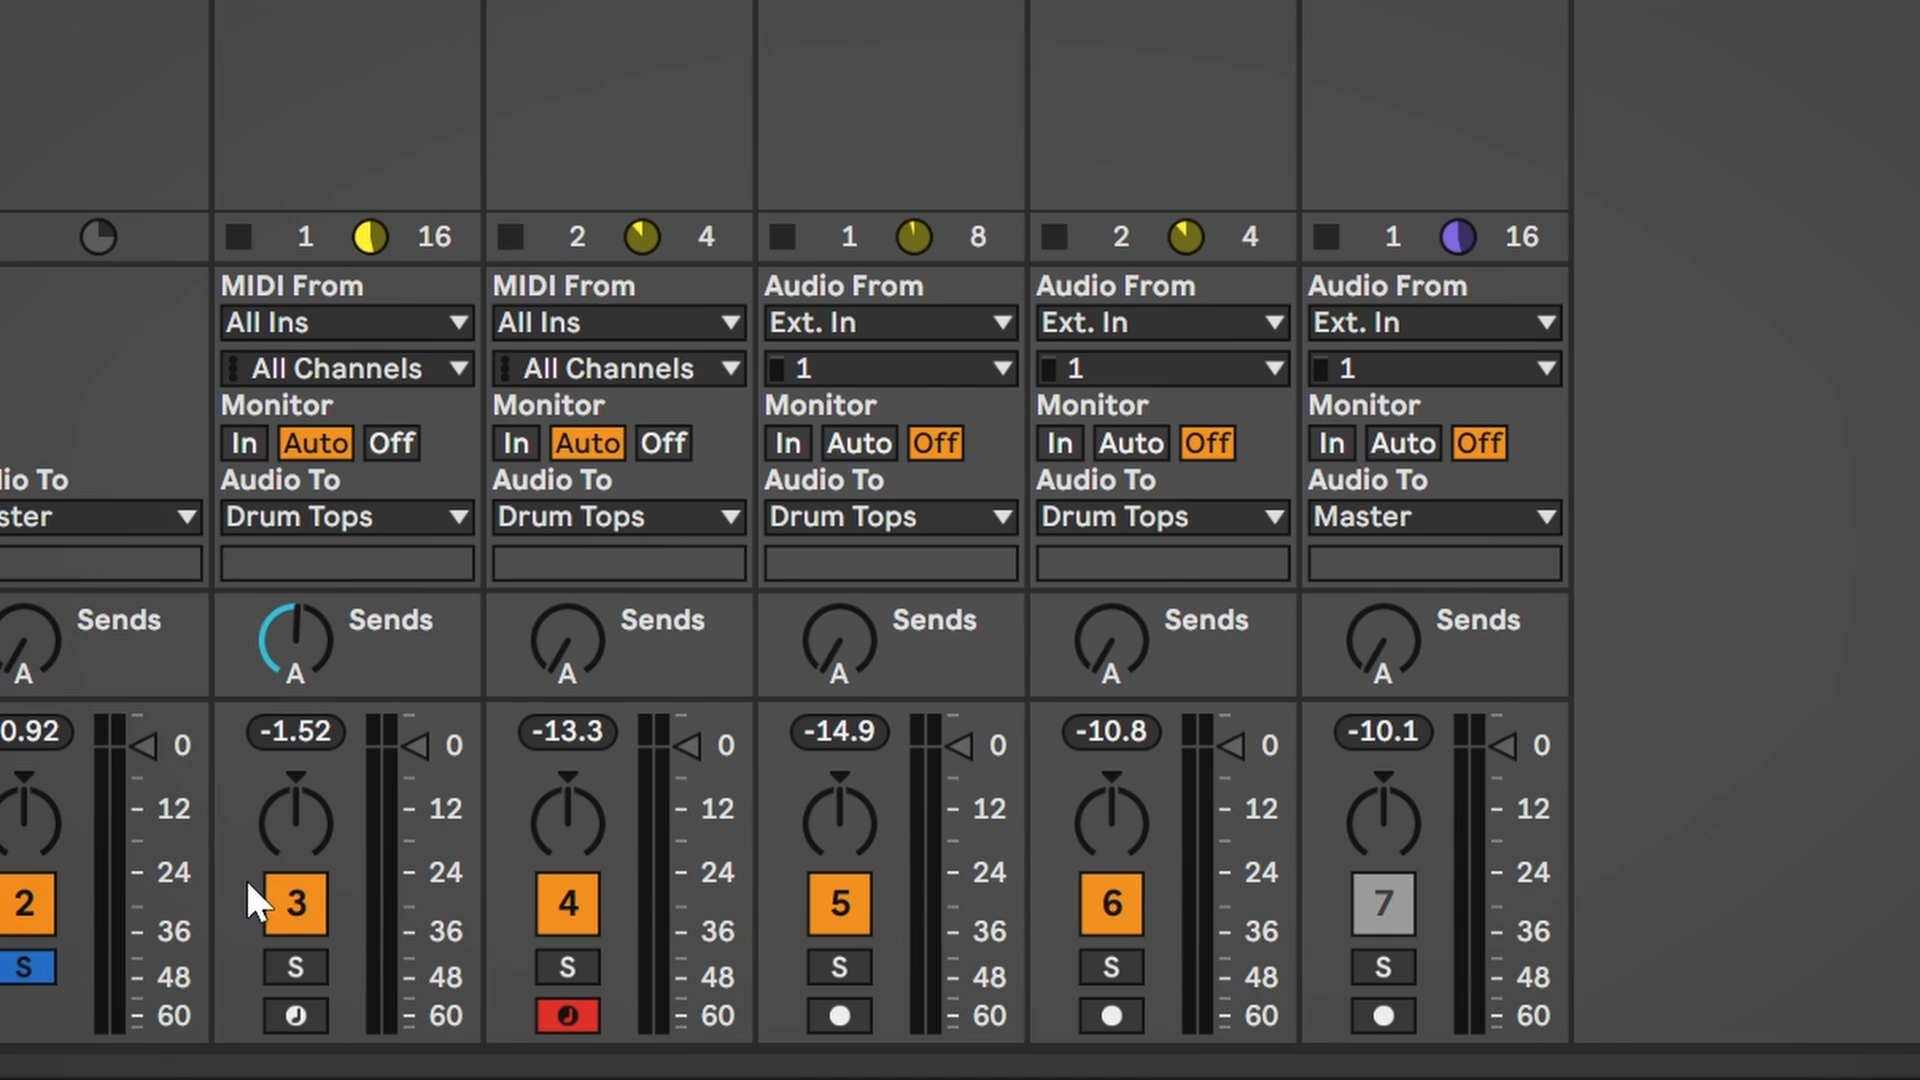 1 16 2 4 1 8 2 4 1 16
MIDI From MIDI From Audio From Audio From Audio From
All Ins All Ins Ext. In Ext. In Ext. In
All Channels All Channels 1 1 1
Monitor Monitor Monitor Monitor Monitor
In Auto Off In Auto Off In Auto Off In Auto Off In Auto Off
io To Audio To Audio To Audio To Audio To Audio To
ster Drum Tops Drum Tops Drum Tops Drum Tops Master
Sends Sends Sends Sends Sends Sends
A A A A A A
0.92 0 -1.52 0 -13.3 0 -14.9 0 -10.8 0 -10.1 0
12 12 12 12 12 12
24 24 24 24 24 24
2 3 4 5 6 7
36 36 36 36 36 36
S S S S S S
48 48 48 48 48 48
60 60 60 60 60 60